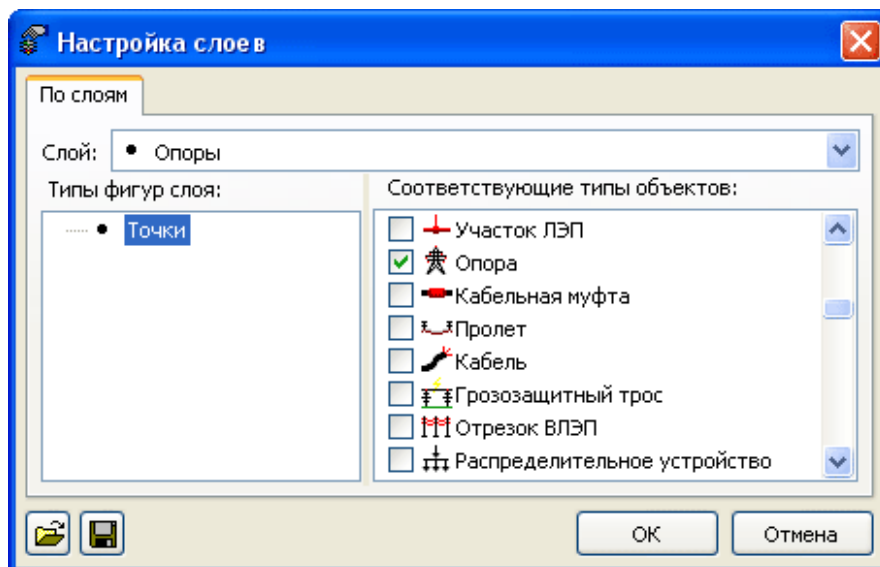 Настройка слоев
По слоям
Слой: Опоры
Типы фигур слоя:
Соответствующие типы объектов:
Точки
Участок ЛЭП
Опора
Кабельная муфта
Пролет
Кабель
Грозозащитный трос
Отрезок ВЛЭП
Распределительное устройство
ОК
Отмена